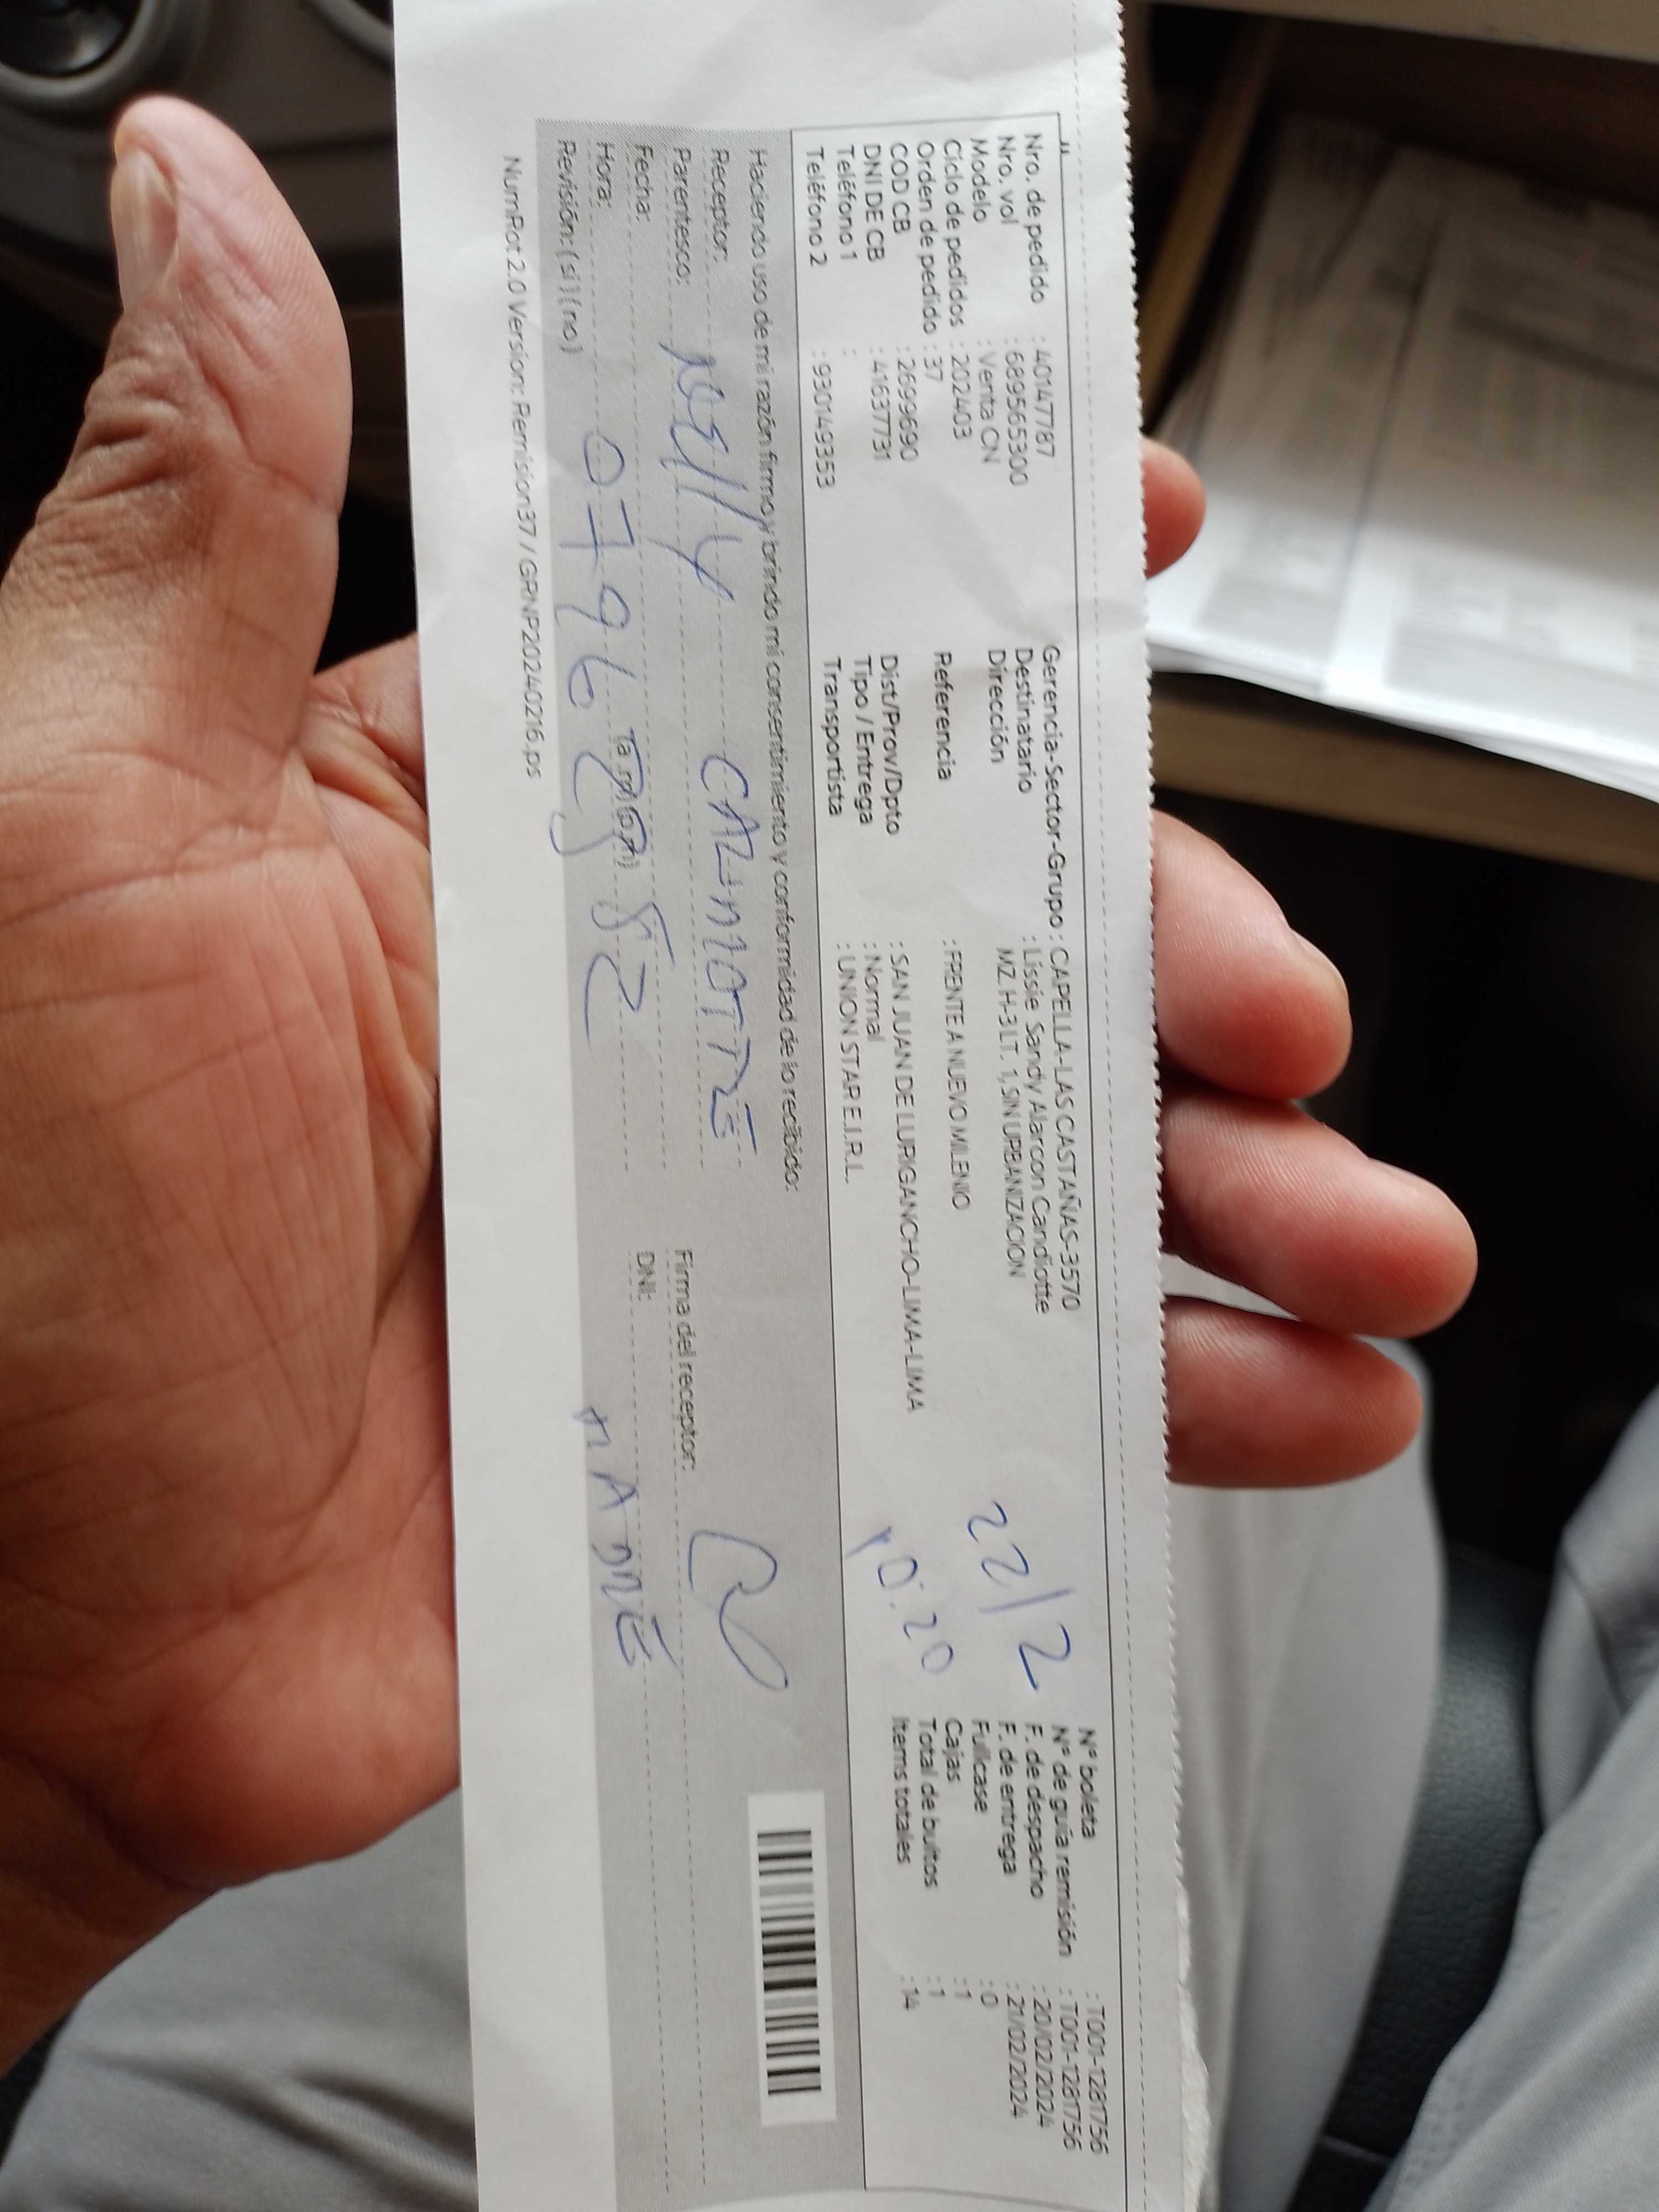 Nro. de pedido : 40147787
Nro. vol : 689565300
Modelo : Venta CN
Ciclo de pedidos : 202403
Orden de pedido : 37
COD CB : 2699690
DNI DE CB : 41637731
Teléfono 1 :
Teléfono 2 : 930149353
Gerencia-Sector-Grupo : CAPELLA-LAS CASTAÑAS-3570
Destinatario : Lissie Sandy Alarcon Candiotte
Dirección MZ. H-3 LT. 1, SIN URBANIZACION
Referencia : FRENTE A NUEVO MILENIO
Dist/Prov/Dpto : SAN JUAN DE LURIGANCHO-LIMA-LIMA
Tipo / Entrega : Normal
Transportista : UNION STAR E.I.R.L.
22/2
10:20
N° boleta : T001-1281756
N° de guía remisión : T001-1281756
F. de despacho : 20/02/2024
F. de entrega : 21/02/2024
Fullcase : 0
Cajas : 1
Total de bultos : 1
Items totales : 14
Haciendo uso de mi razón firmo y brindo mi consentimiento y conformidad de lo recibido:
Receptor: Nelly
Parentesco:
Fecha:
Hora: (a.m) (p.m)
Revisión: (si) (no)
Firma del receptor:
DNI:
MADRE
NumPot 2.0 Version: Remision37 / GRNP20240216.ps